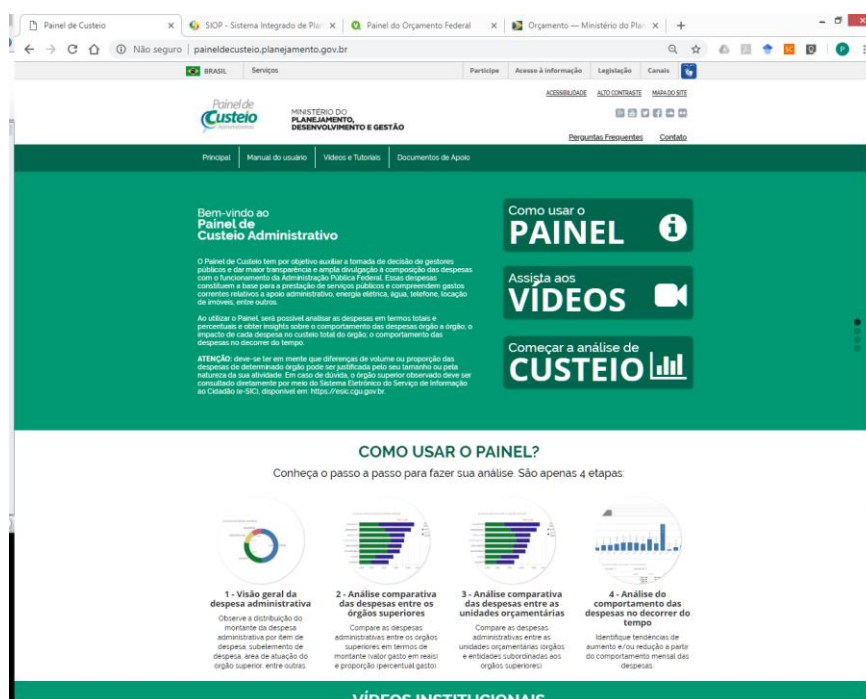 Painel de Custeio
SIOP - Sistema Integrado de Pla
Painel do Orçamento Federal
Orçamento — Ministério do Plan
Não seguro | paineldecusteio.planejamento.gov.br
BRASIL Serviços Participe Acesso à informação Legislação Canais
ACESSIBILIDADE ALTO CONTRASTE MAPA DO SITE
Painel de
Custeio
Administrativo
MINISTÉRIO DO
PLANEJAMENTO,
DESENVOLVIMENTO E GESTÃO
Perguntas Frequentes Contato
Principal Manual do usuário Vídeos e Tutoriais Documentos de Apoio
Bem-vindo ao
Painel de
Custeio Administrativo
O Painel de Custeio tem por objetivo auxiliar a tomada de decisão de gestores
públicos e dar maior transparência e ampla divulgação à composição das despesas
com o funcionamento da Administração Pública Federal. Essas despesas
constituem a base para a prestação de serviços públicos e compreendem gastos
correntes relativos a apoio administrativo, energia elétrica, água, telefone, locação
de imóveis, entre outros.
Ao utilizar o Painel, será possível analisar as despesas em termos totais e
percentuais e obter insights sobre o comportamento das despesas órgão a órgão; o
impacto de cada despesa no custeio total do órgão; o comportamento das
despesas no decorrer do tempo.
ATENÇÃO: deve-se ter em mente que diferenças de volume ou proporção das
despesas de determinado órgão pode ser justificada pelo seu tamanho ou pela
natureza da sua atividade. Em caso de dúvida, o órgão superior observado deve ser
consultado diretamente por meio do Sistema Eletrônico do Serviço de Informação
ao Cidadão (e-SIC), disponível em: https://esic.cgu.gov.br.
Como usar o
PAINEL
Assista aos
VÍDEOS
Começar a análise de
CUSTEIO
COMO USAR O PAINEL?
Conheça o passo a passo para fazer sua análise. São apenas 4 etapas:
1 - Visão geral da
despesa administrativa
Observe a distribuição do
montante da despesa
administrativa por item de
despesa, subelemento de
despesa, área de atuação do
órgão superior, entre outras
2 - Análise comparativa
das despesas entre os
órgãos superiores
Compare as despesas
administrativas entre os órgãos
superiores em termos de
montante (valor gasto em reais)
e proporção (percentual gasto).
3 - Análise comparativa
das despesas entre as
unidades orçamentárias
Compare as despesas
administrativas entre as
unidades orçamentárias (órgãos
e entidades subordinadas aos
órgãos superiores).
4 - Análise do
comportamento das
despesas no decorrer do
tempo
Identifique tendências de
aumento e/ou redução a partir
do comportamento mensal das
despesas
VÍDEOS INSTITUCIONAIS